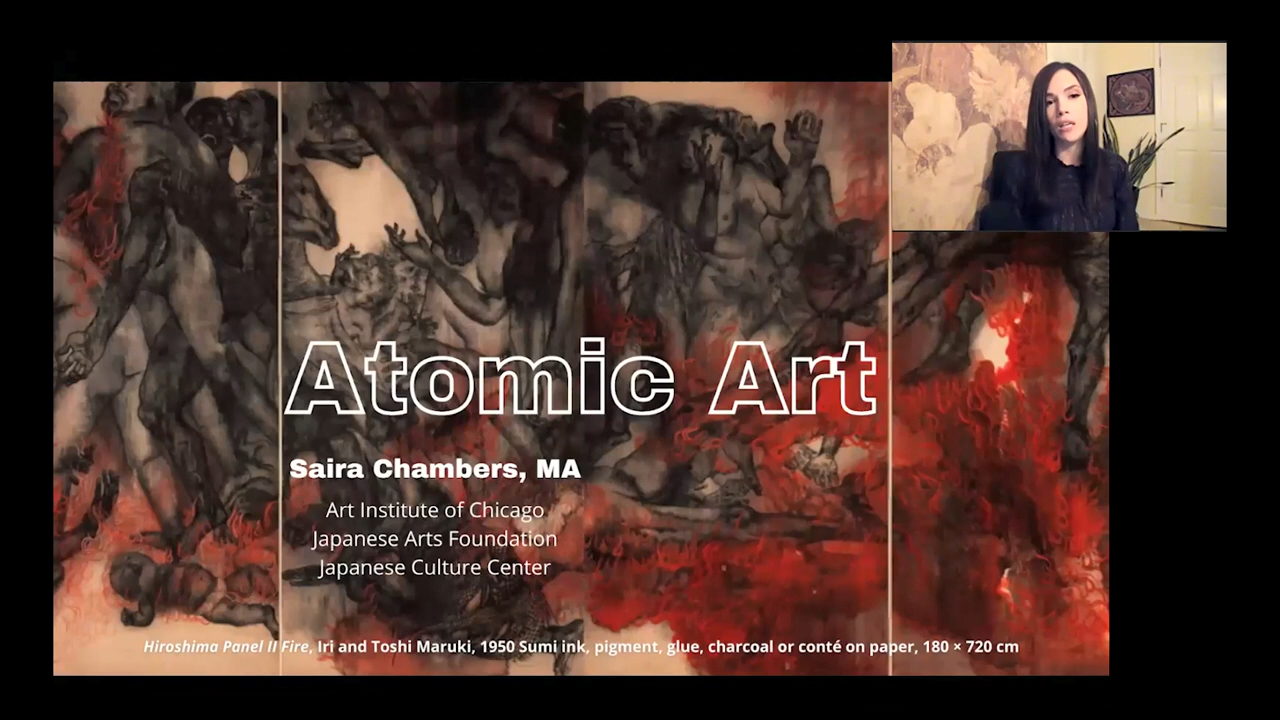 Atomic Art
Saira Chambers, MA
Art Institute of Chicago
Japanese Arts Foundation
Japanese Culture Center
Hiroshima Panel II Fire, Iri and Toshi Maruki, 1950 Sumi ink, pigment, glue, charcoal or conté on paper, 180 × 720 cm